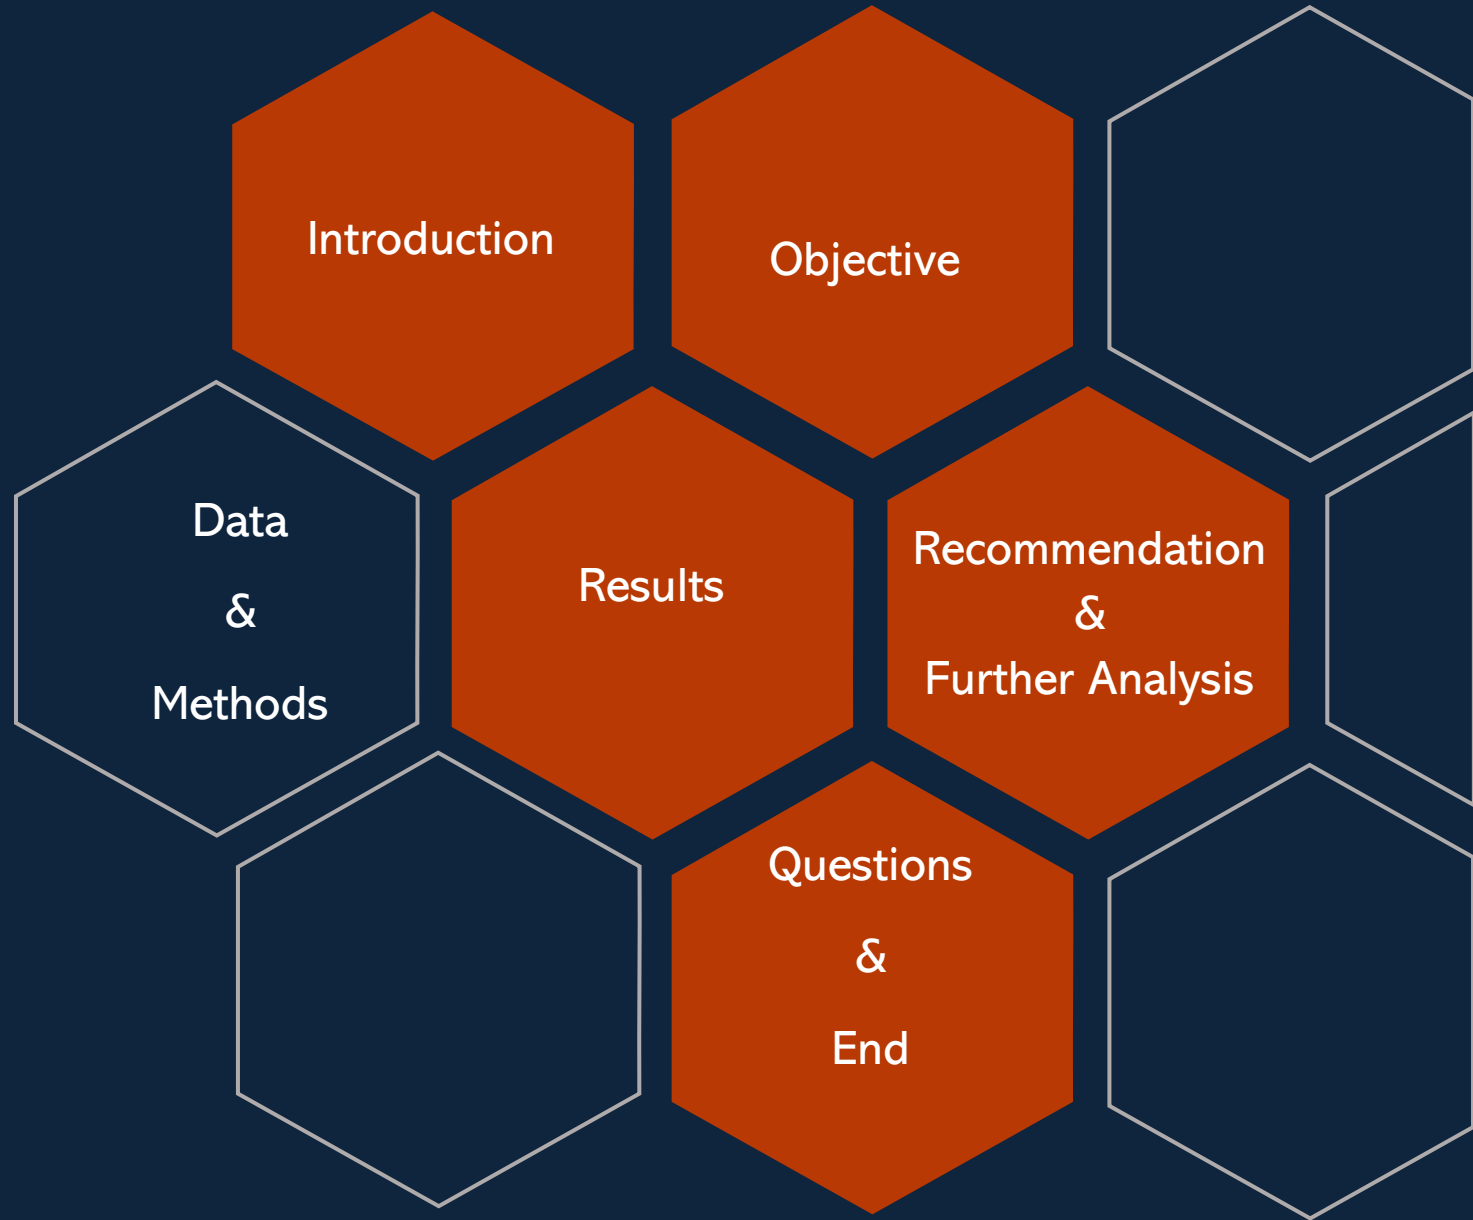 Introduction
Objective
Data
&
Methods
Results
Recommendation
&
Further Analysis
Questions
&
End